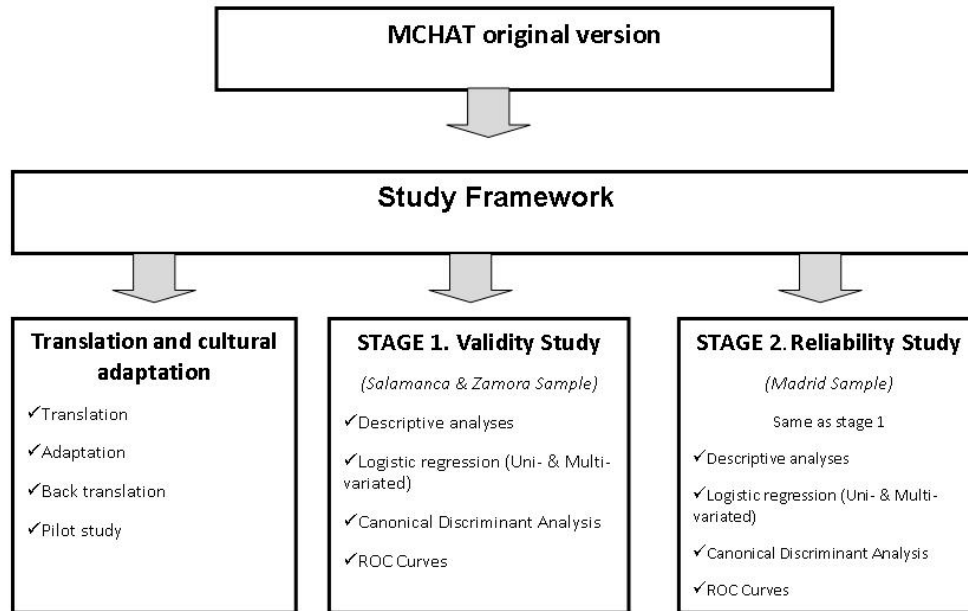 MCHAT original version
Study Framework
Translation and cultural
adaptation
✓Translation
✓Adaptation
✓Back translation
✓Pilot study
STAGE 1. Validity Study
(Salamanca & Zamora Sample)
✓Descriptive analyses
✓Logistic regression (Uni- & Multi-
variated)
✓Canonical Discriminant Analysis
✓ROC Curves
STAGE 2. Reliability Study
(Madrid Sample)
Same as stage 1
✓Descriptive analyses
✓Logistic regression (Uni- & Multi-
variated)
✓Canonical Discriminant Analysis
✓ROC Curves